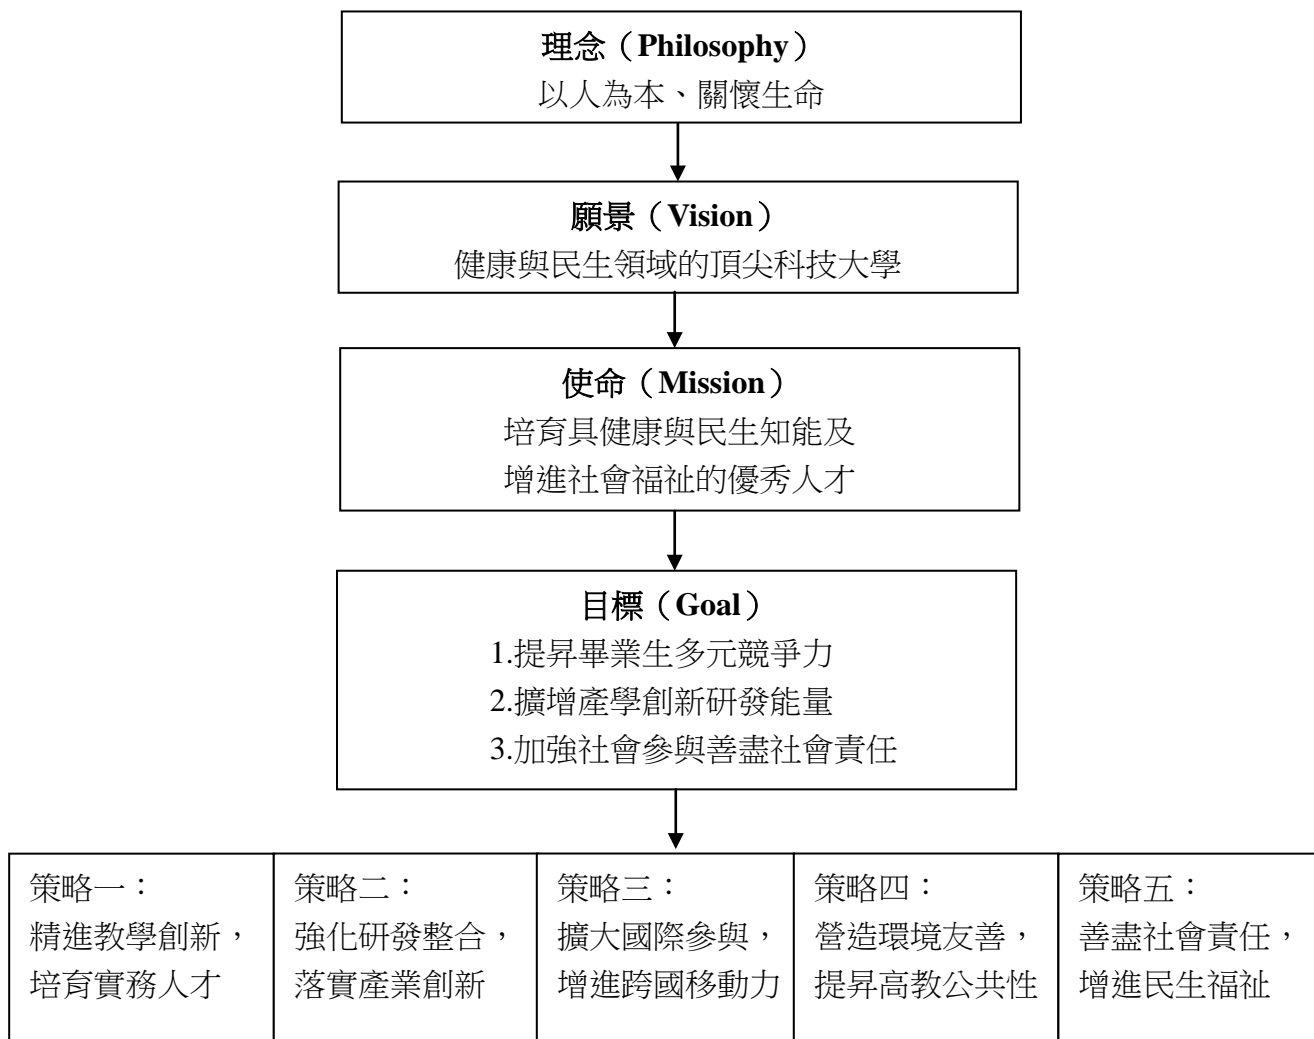 理念（Philosophy）
以人為本、關懷生命
願景（Vision）
健康與民生領域的頂尖科技大學
使命（Mission）
培育具健康與民生知能及
增進社會福祉的優秀人才
目標（Goal）
1.提昇畢業生多元競爭力
2.擴增產學創新研發能量
3.加強社會參與善盡社會責任
策略一：
精進教學創新，
培育實務人才
策略二：
強化研發整合，
落實產業創新
策略三：
擴大國際參與，
增進跨國移動力
策略四：
營造環境友善，
提昇高教公共性
策略五：
善盡社會責任，
增進民生福祉